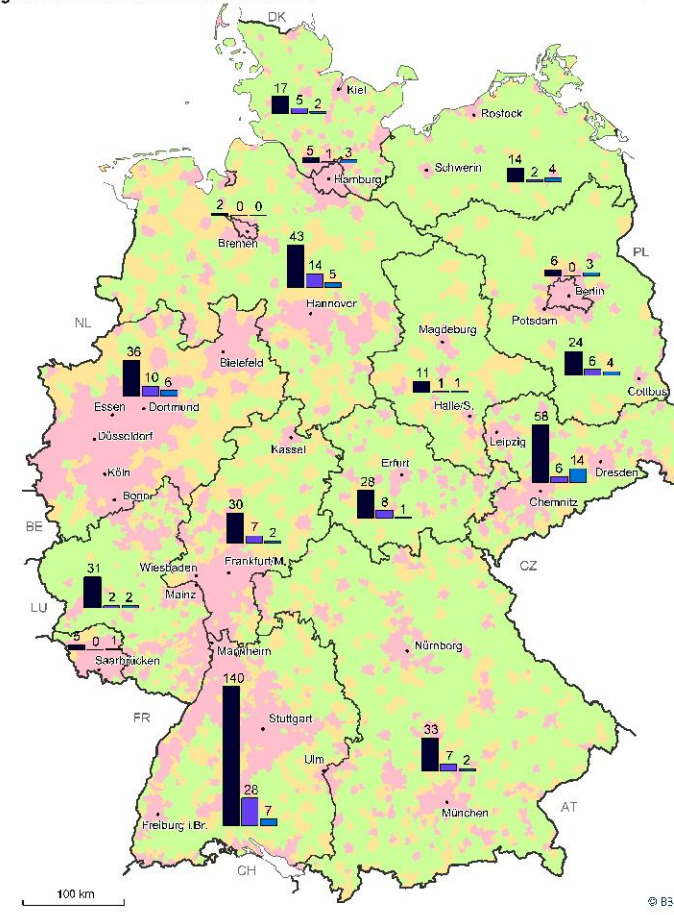 DK
17
5
2
Kiel
Rostock
5
1
3
Hamburg
Schwerin
14
2
4
2
0
0
Bremen
43
14
5
Hannover
PL
6
0
3
Berlin
Potsdam
24
6
4
Cottbus
NL
Magdeburg
11
1
1
Halle/S.
36
10
6
Bielefeld
Essen
Dortmund
Düsseldorf
Köln
Bonn
BE
Kassel
Erfurt
28
8
1
Leipzig
58
6
14
Dresden
Chemnitz
CZ
30
7
2
Wiesbaden
Frankfurt/M.
Mainz
31
2
2
LU
5
0
1
Saarbrücken
Mannheim
Nürnborg
140
28
7
FR
Stuttgart
Ulm
33
7
2
München
AT
Freiburg i.Br.
CH
100 km
© BB